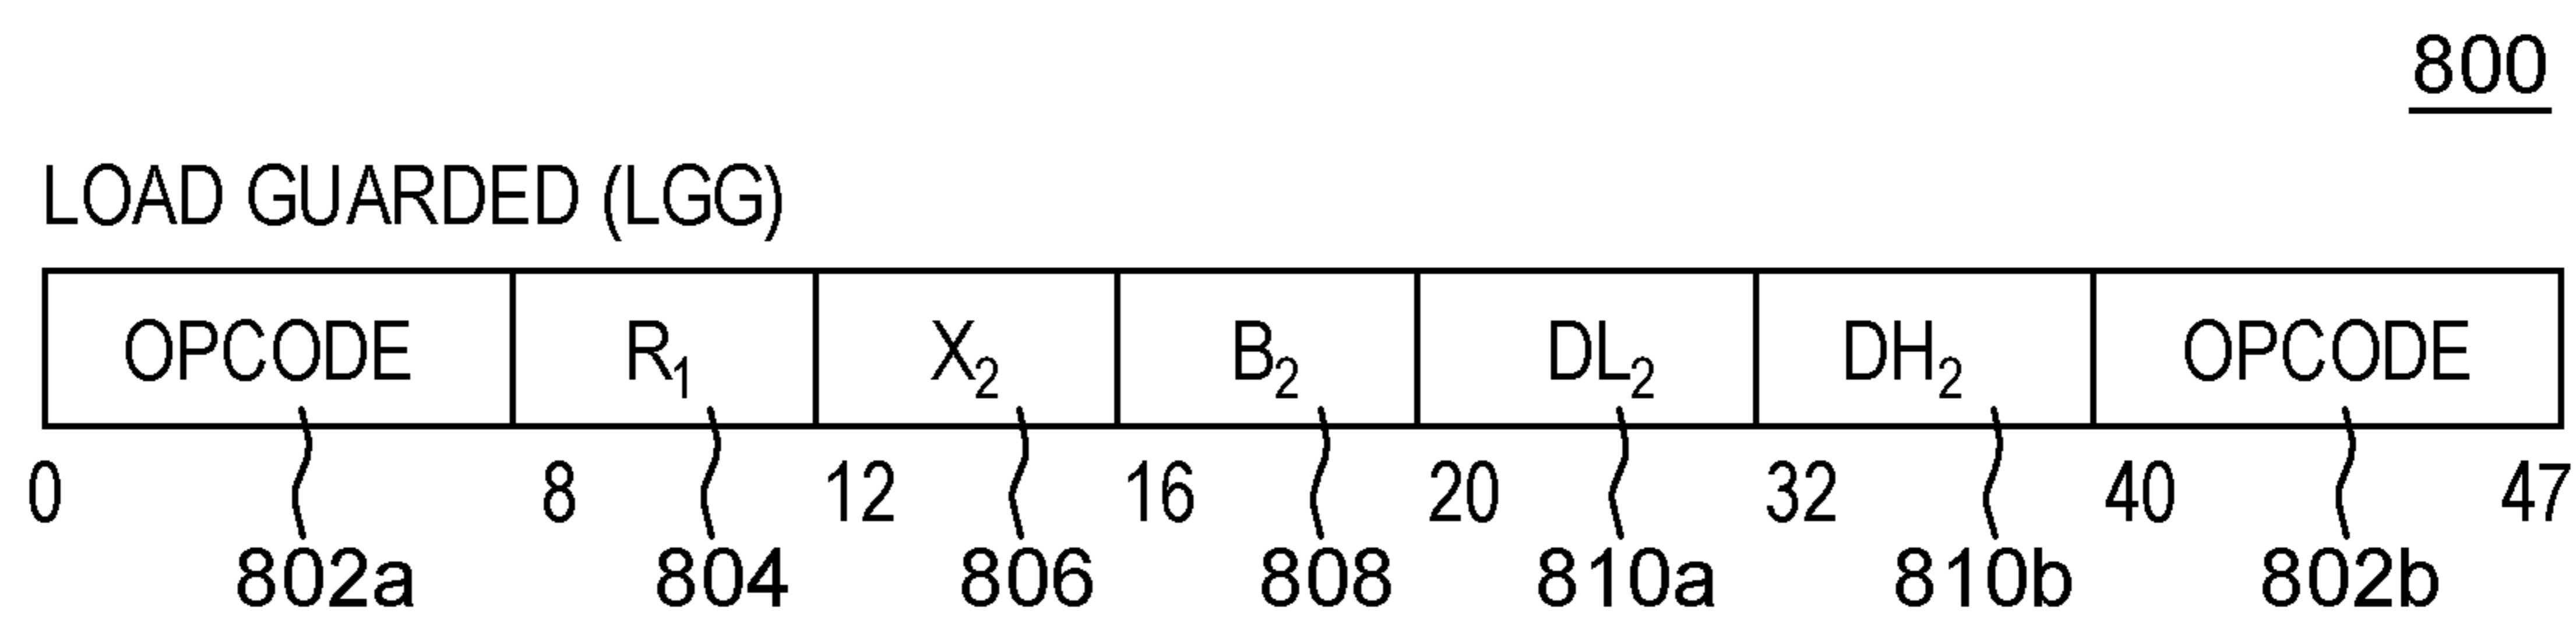 800
LOAD GUARDED (LGG)
OPCODE R₁ X₂ B₂ DL₂ DH₂ OPCODE
0 8 12 16 20 32 40 47
802a 804 806 808 810a 810b 802b